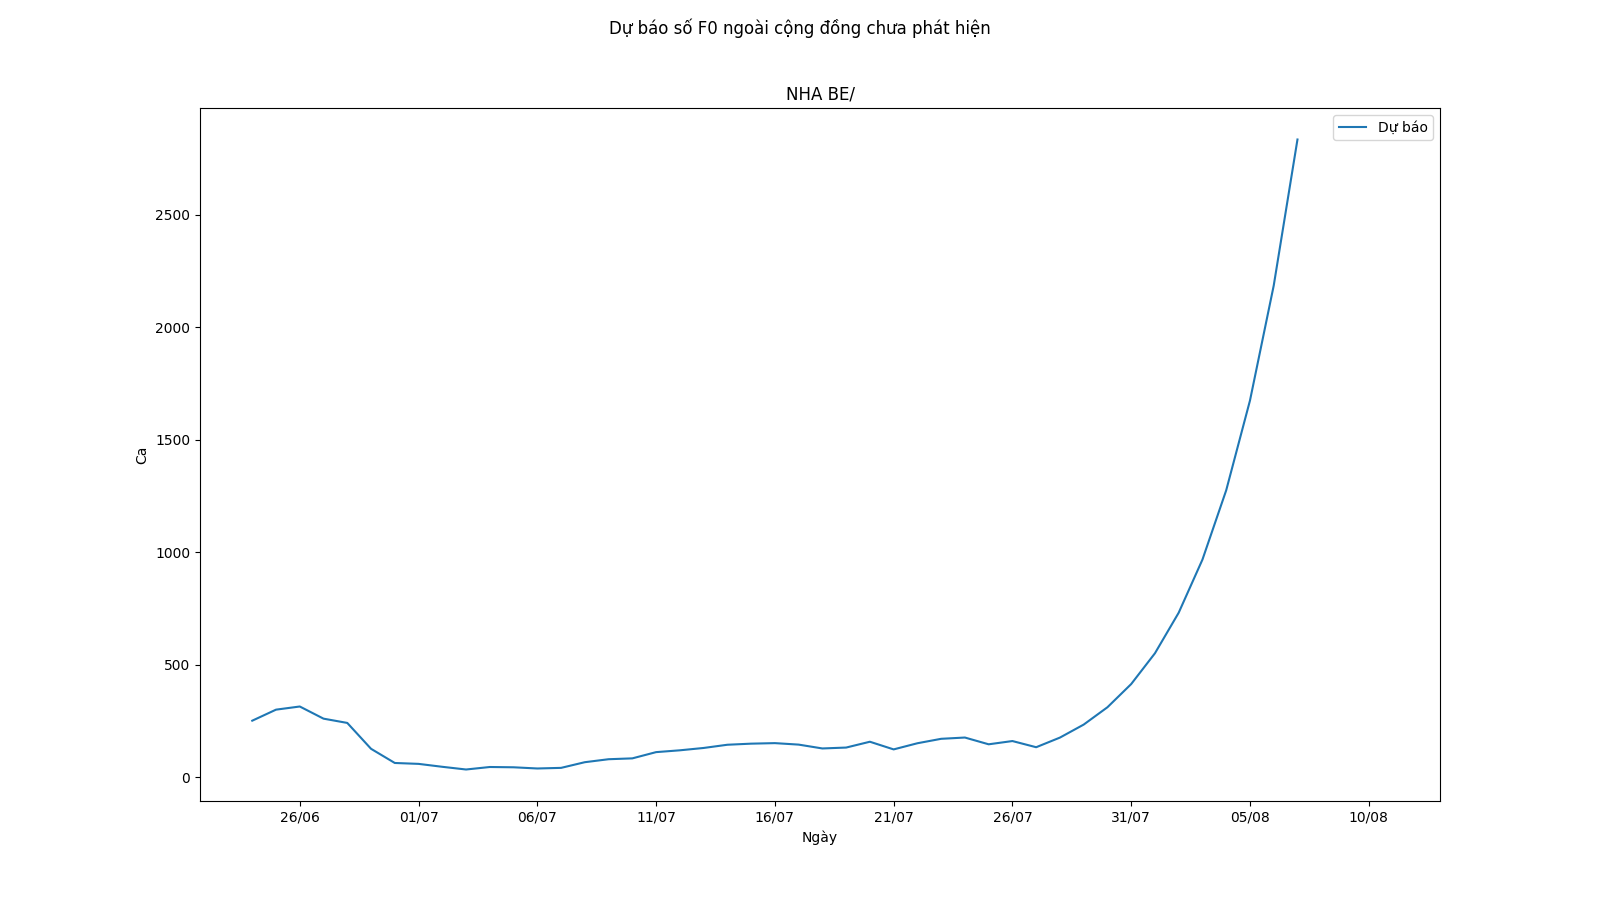 Dự báo số F0 ngoài cộng đồng chưa phát hiện
NHA BE/
Dự báo
2500
2000
1500
1000
500
0
Ca
26/06 01/07 06/07 11/07 16/07 21/07 26/07 31/07 05/08 10/08
Ngày